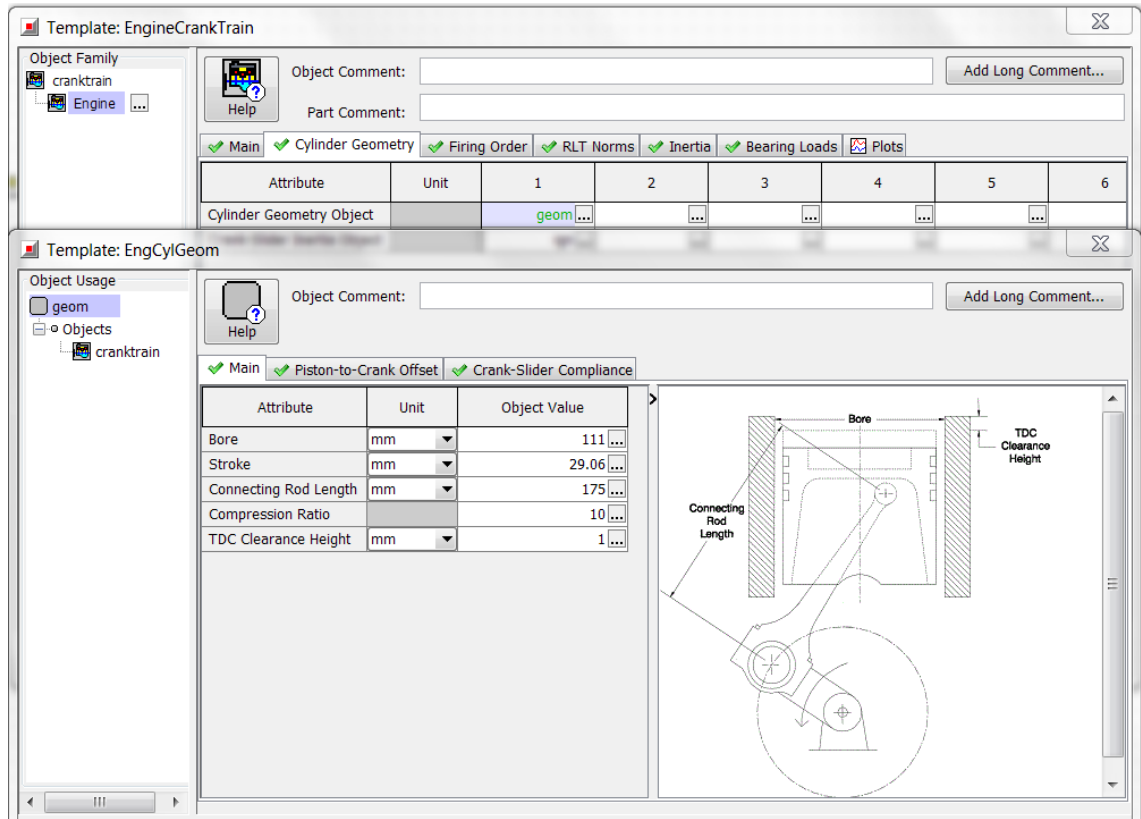 Template: EngineCrankTrain
Object Family
cranktrain
Engine ...
Help
Object Comment:
Add Long Comment...
Part Comment:
Main Cylinder Geometry Firing Order RLT Norms Inertia Bearing Loads Plots
Attribute Unit 1 2 3 4 5 6
Cylinder Geometry Object geom ... ... ... ... ...
Template: EngCylGeom
Object Usage
geom
Objects
cranktrain
Help
Object Comment:
Add Long Comment...
Main Piston-to-Crank Offset Crank-Slider Compliance
Attribute Unit Object Value
Bore mm 111 ...
Stroke mm 29.06 ...
Connecting Rod Length mm 175 ...
Compression Ratio 10 ...
TDC Clearance Height mm 1 ...
Bore
TDC
Clearance
Height
Connecting
Rod
Length